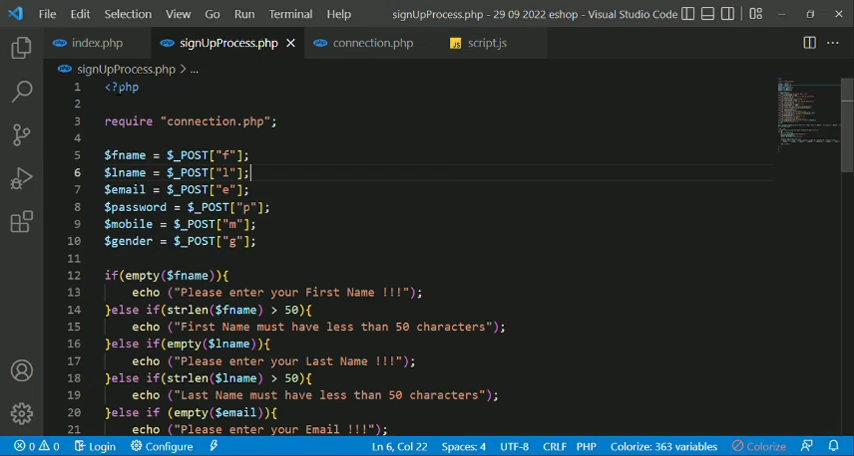 File Edit Selection View Go Run Terminal Help signUpProcess.php - 29 09 2022 eshop - Visual Studio Code
index.php signUpProcess.php connection.php JS script.js
signUpProcess.php > ...
1 <?php
2
3 require "connection.php";
4
5 $fname = $_POST["f"];
6 $lname = $_POST["l"];
7 $email = $_POST["e"];
8 $password = $_POST["p"];
9 $mobile = $_POST["m"];
10 $gender = $_POST["g"];
11
12 if(empty($fname)){
13 echo ("Please enter your First Name !!!");
14 }else if(strlen($fname) > 50){
15 echo ("First Name must have less than 50 characters");
16 }else if(empty($lname)){
17 echo ("Please enter your Last Name !!!");
18 }else if(strlen($lname) > 50){
19 echo ("Last Name must have less than 50 characters");
20 }else if (empty($email)){
21 echo ("Please enter your Email !!!");
0 0 Login Configure Ln 6, Col 22 Spaces: 4 UTF-8 CRLF PHP Colorize: 363 variables Colorize